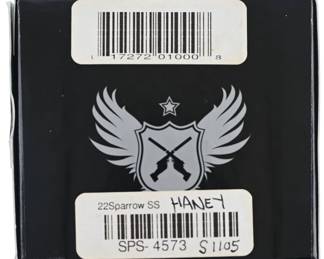 1 17272 01000 8
22Sparrow SS HANEY
SPS-4573 S1105